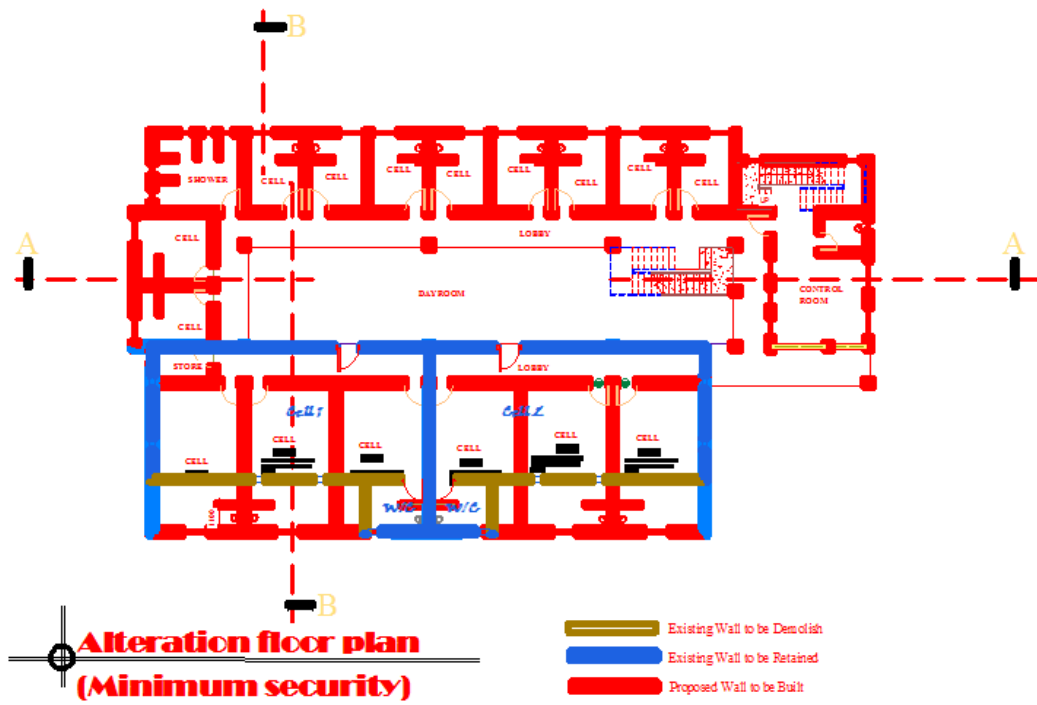 B
SHOWER
CELL
CELL
CELL
CELL
CELL
CELL
CELL
CELL
UP
CELL
LOBBY
A
A
DAYROOM
CONTROL
ROOM
CELL
STORE
LOBBY
Cell 1
Cell 2
CELL
CELL
CELL
CELL
CELL
CELL
W/C
W/C
1100
B
Alteration floor plan
(Minimum security)
Existing Wall to be Demolish
Existing Wall to be Retained
Proposed Wall to be Built